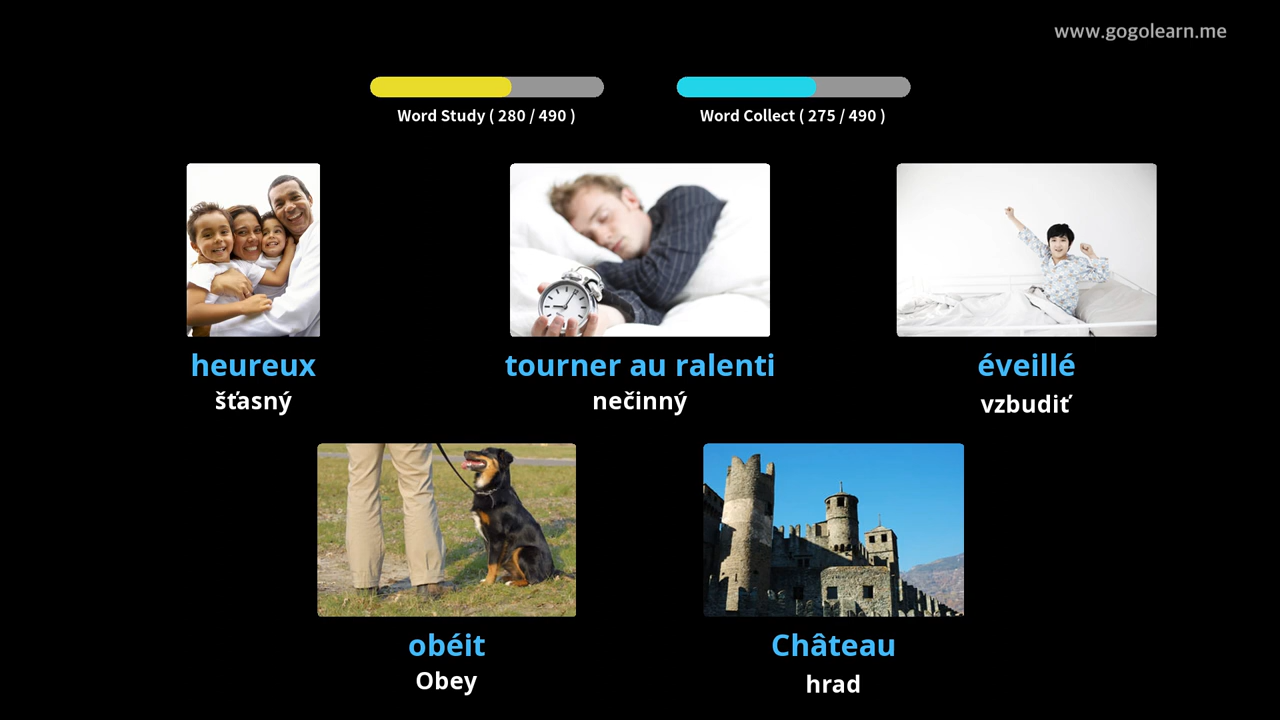 www.gogolearn.me
Word Study ( 280 / 490 )
Word Collect ( 275 / 490 )
heureux
šťasný
tourner au ralenti
nečinný
éveillé
vzbudiť
obéit
Obey
Château
hrad